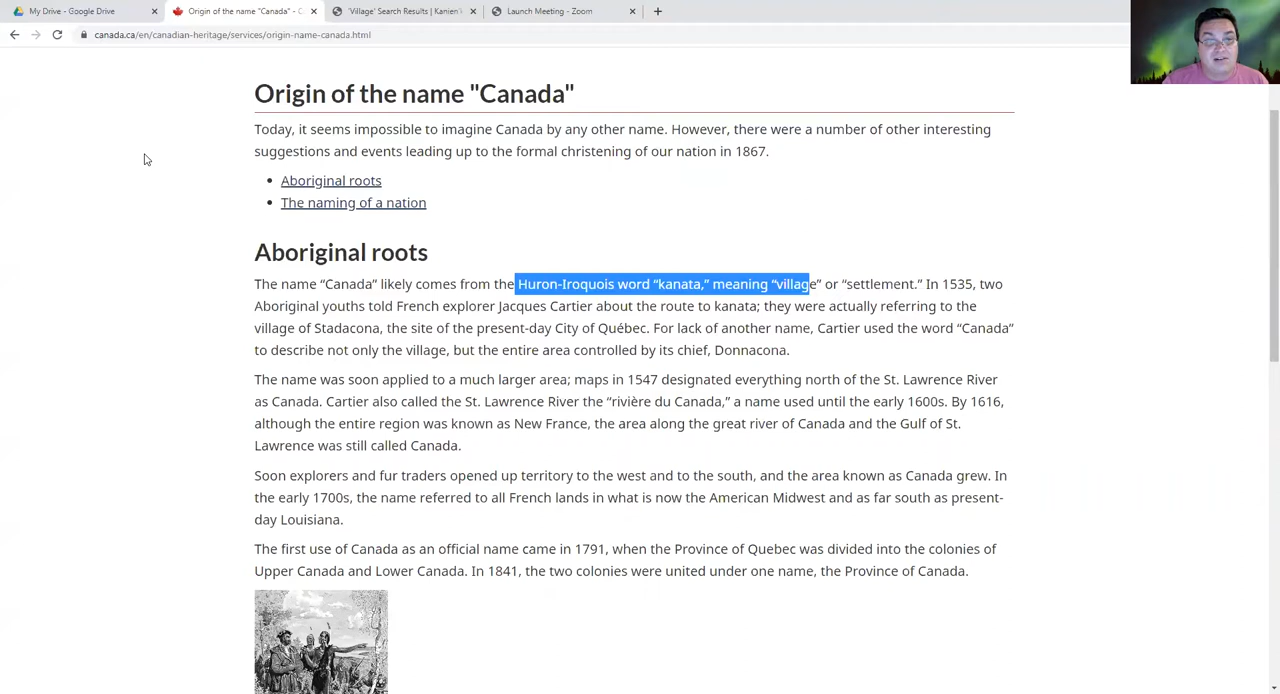 My Drive - Google Drive
Origin of the name "Canada" - C
'Village' Search Results | Kanien'
Launch Meeting - Zoom
canada.ca/en/canadian-heritage/services/origin-name-canada.html
Origin of the name "Canada"
Today, it seems impossible to imagine Canada by any other name. However, there were a number of other interesting
suggestions and events leading up to the formal christening of our nation in 1867.
Aboriginal roots
The naming of a nation
Aboriginal roots
The name “Canada” likely comes from the Huron-Iroquois word “kanata,” meaning “village” or “settlement.” In 1535, two
Aboriginal youths told French explorer Jacques Cartier about the route to kanata; they were actually referring to the
village of Stadacona, the site of the present-day City of Québec. For lack of another name, Cartier used the word “Canada”
to describe not only the village, but the entire area controlled by its chief, Donnacona.
The name was soon applied to a much larger area; maps in 1547 designated everything north of the St. Lawrence River
as Canada. Cartier also called the St. Lawrence River the “rivière du Canada,” a name used until the early 1600s. By 1616,
although the entire region was known as New France, the area along the great river of Canada and the Gulf of St.
Lawrence was still called Canada.
Soon explorers and fur traders opened up territory to the west and to the south, and the area known as Canada grew. In
the early 1700s, the name referred to all French lands in what is now the American Midwest and as far south as present-
day Louisiana.
The first use of Canada as an official name came in 1791, when the Province of Quebec was divided into the colonies of
Upper Canada and Lower Canada. In 1841, the two colonies were united under one name, the Province of Canada.